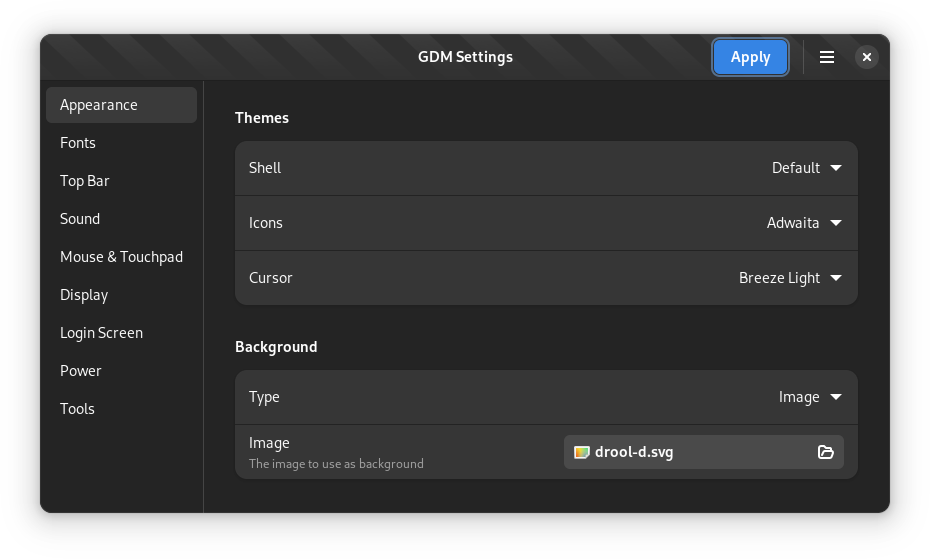 GDM Settings
Apply
Appearance
Fonts
Top Bar
Sound
Mouse & Touchpad
Display
Login Screen
Power
Tools
Themes
Shell Default
Icons Adwaita
Cursor Breeze Light
Background
Type Image
Image
The image to use as background
drool-d.svg